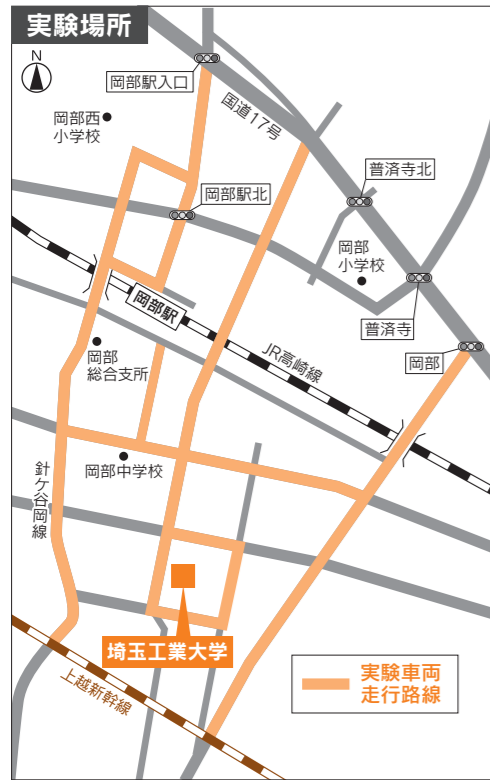 実験場所
N
岡部駅入口
国道17号
岡部西
小学校
普済寺北
岡部駅北
岡部
小学校
岡部駅
普済寺
岡部
総合支所
JR高崎線
岡部
岡部中学校
針ケ谷岡線
埼玉工業大学
上越新幹線
実験車両
走行路線